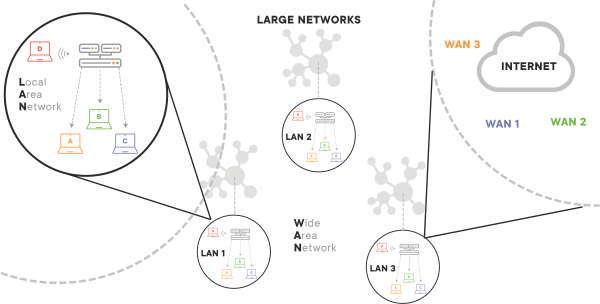 LARGE NETWORKS
D
Local
Area
Network
B
A
C
WAN 3
INTERNET
WAN 1
WAN 2
LAN 2
Wide
Area
Network
LAN 1
LAN 3